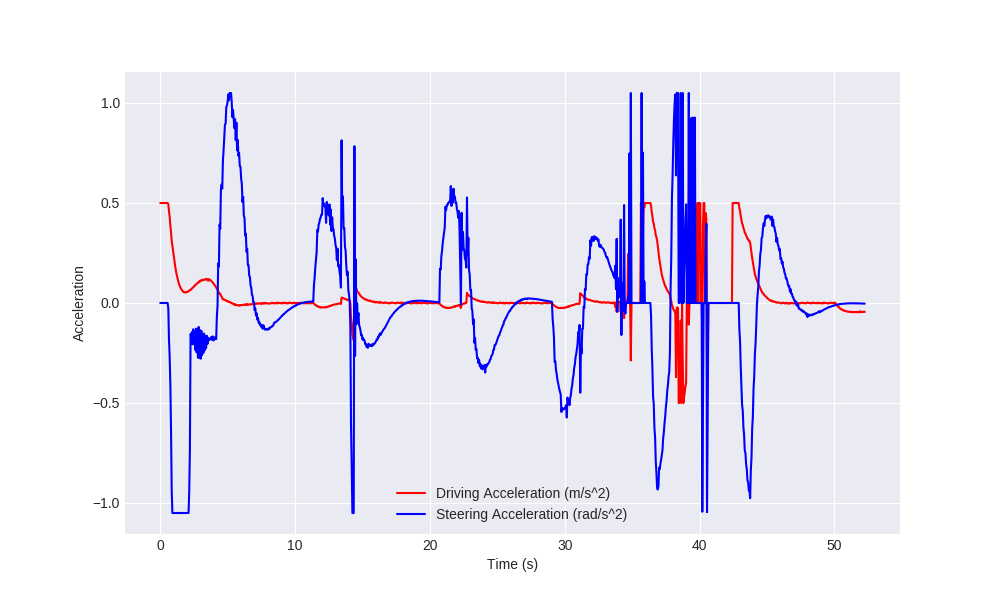 1.0
0.5
0.0
−0.5
−1.0
Acceleration
Driving Acceleration (m/s^2)
Steering Acceleration (rad/s^2)
0 10 20 30 40 50
Time (s)